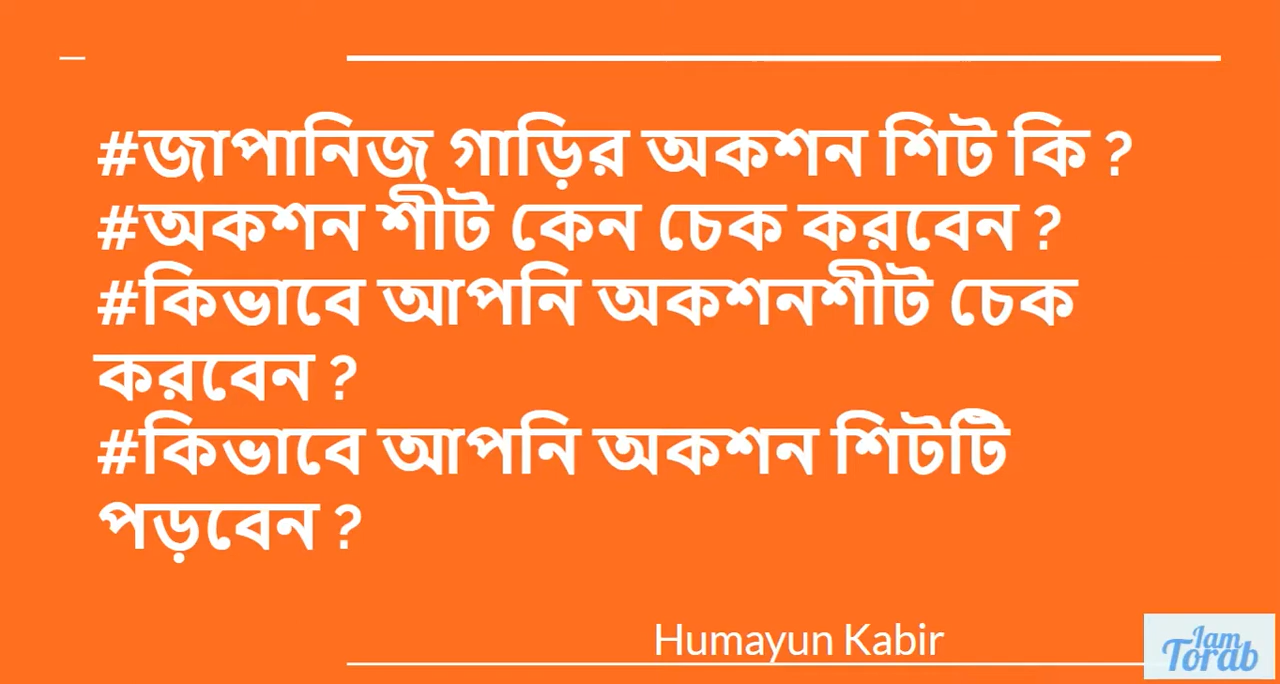 #জাপানিজ গাড়ির অকশন শিট কি ?
#অকশন শীট কেন চেক করবেন ?
#কিভাবে আপনি অকশনশীট চেক
করবেন ?
#কিভাবে আপনি অকশন শিটটি
পড়বেন ?
Humayun Kabir
Iam
Torab